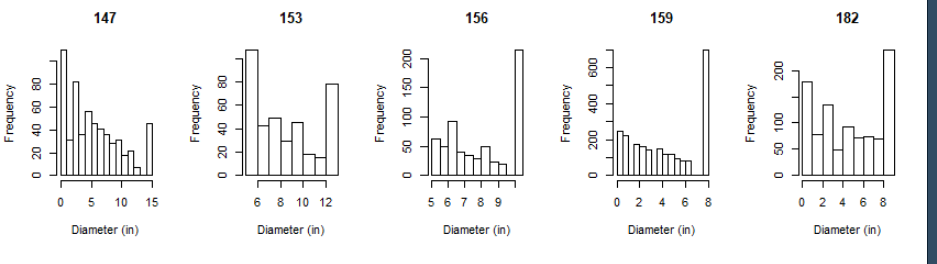 147
Frequency
0 20 40 60 80
0 5 10 15
Diameter (in)
153
Frequency
0 20 40 60 80
6 8 10 12
Diameter (in)
156
Frequency
0 50 100 150 200
5 6 7 8 9
Diameter (in)
159
Frequency
0 200 400 600
0 2 4 6 8
Diameter (in)
182
Frequency
0 50 100 200
0 2 4 6 8
Diameter (in)